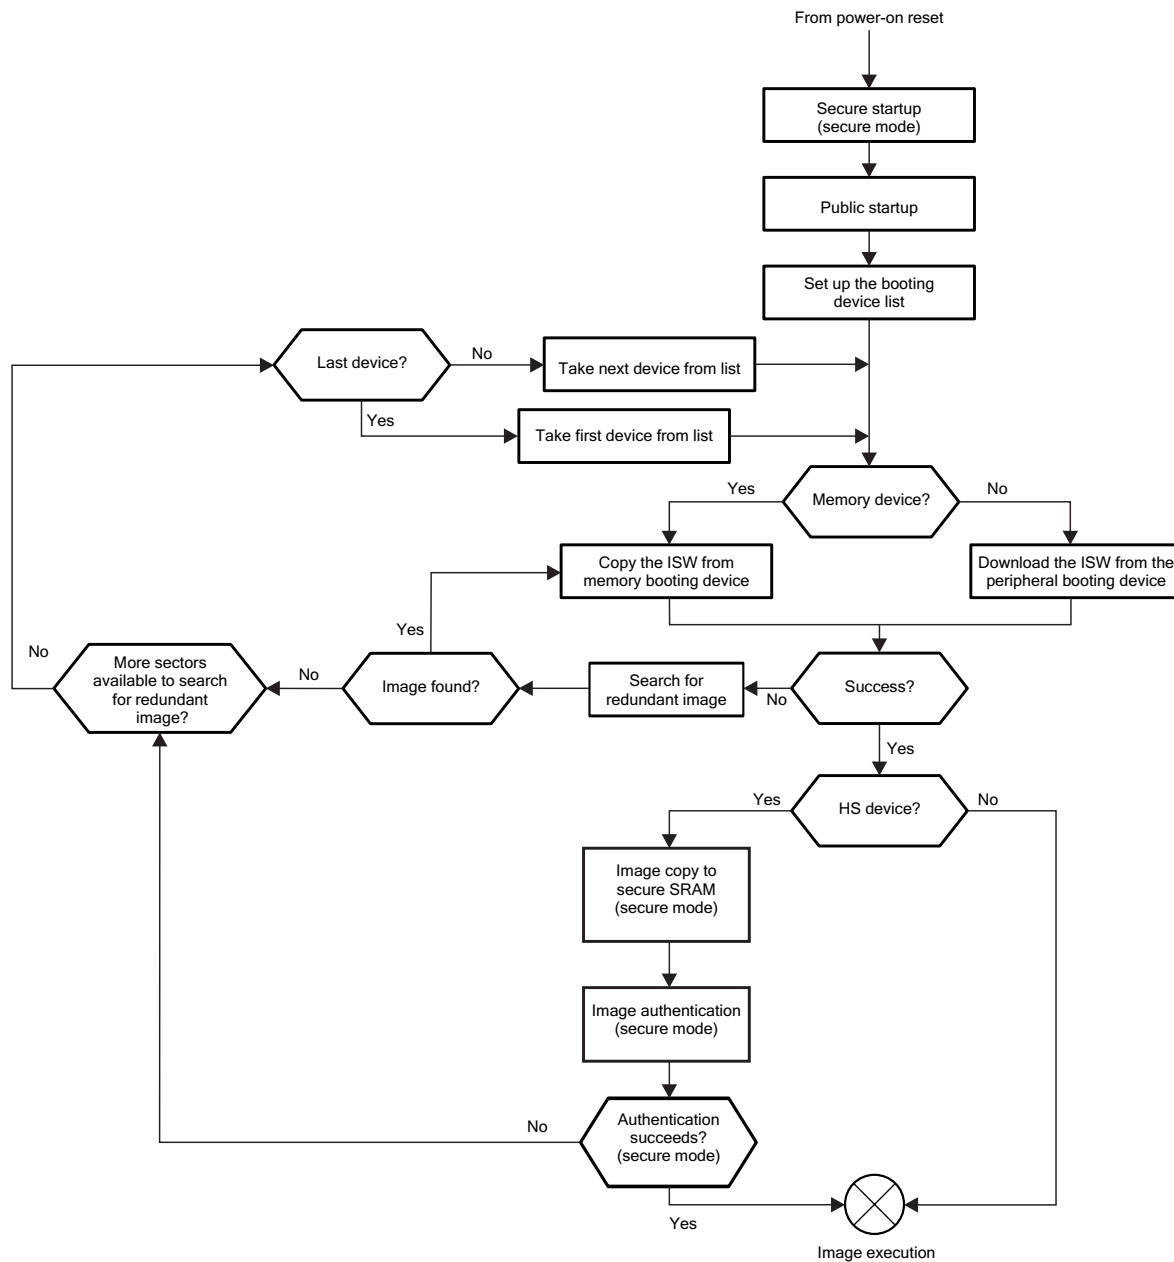 From power-on reset
Secure startup
(secure mode)
Public startup
Set up the booting
device list
Last device?
No
Take next device from list
Yes
Take first device from list
Yes
Memory device?
No
Copy the ISW from
memory booting device
Download the ISW from the
peripheral booting device
Yes
No
More sectors
available to search
for redundant
image?
No
Image found?
Search for
redundant image
No
Success?
Yes
Yes
HS device?
No
Image copy to
secure SRAM
(secure mode)
Image authentication
(secure mode)
No
Authentication
succeeds?
(secure mode)
Yes
Image execution